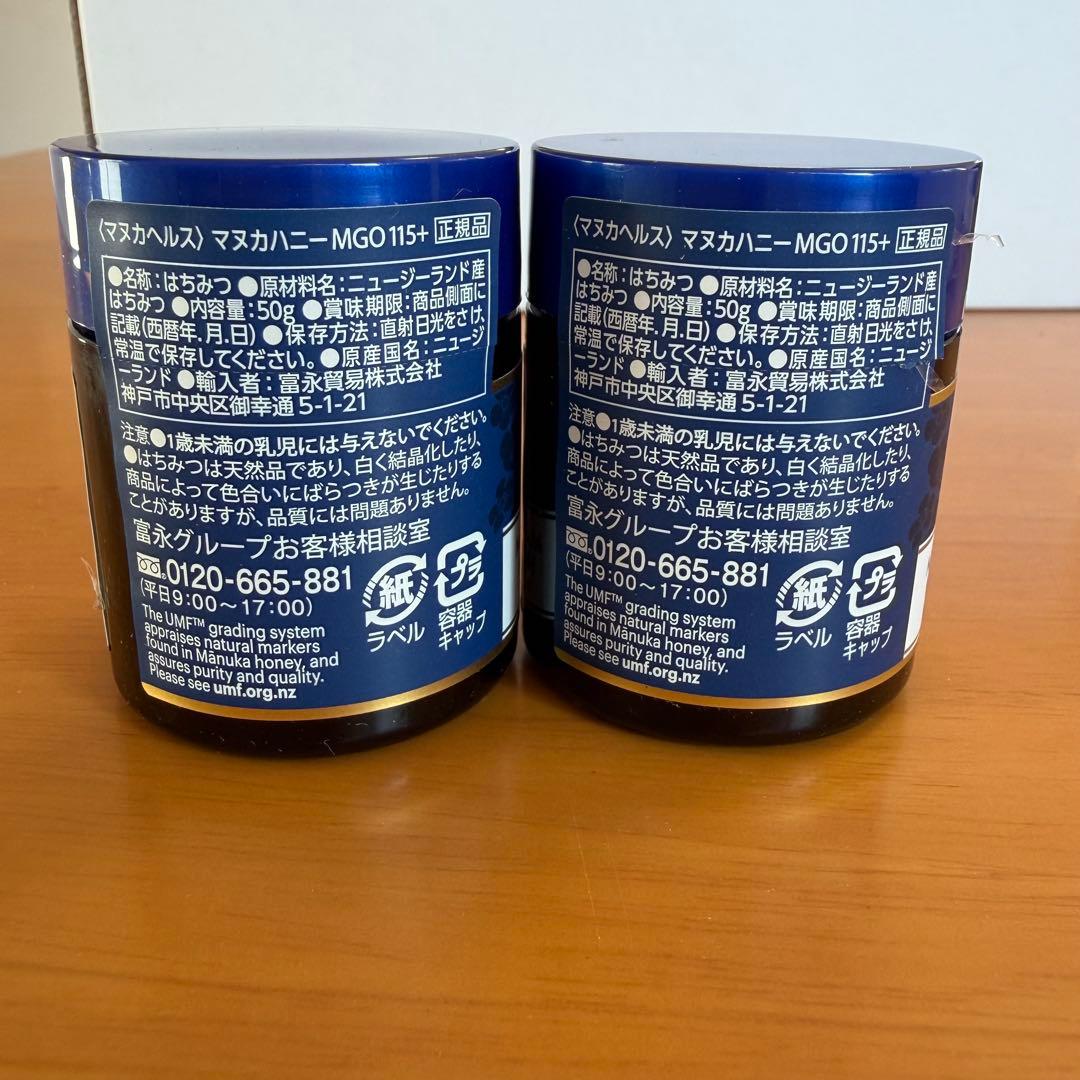 〈マヌカヘルス〉 マヌカハニー MGO 115+ 正規品
●名称：はちみつ ●原材料名：ニュージーランド産
はちみつ ●内容量：50g ●賞味期限：商品側面に
記載(西暦年.月.日) ●保存方法：直射日光をさけ、
常温で保存してください。 ●原産国名：ニュージ
ーランド ●輸入者：富永貿易株式会社
神戸市中央区御幸通 5-1-21
注意●1歳未満の乳児には与えないでください。
●はちみつは天然品であり、白く結晶化したり、
商品によって色合いにばらつきが生じたりする
ことがありますが、品質には問題ありません。
富永グループお客様相談室
0120-665-881
(平日9:00～17:00)
The UMF™ grading system
appraises natural markers
found in Mānuka honey, and
assures purity and quality.
Please see umf.org.nz
紙
ラベル
プラ
容器
キャップ
〈マヌカヘルス〉 マヌカハニー MGO 115+ 正規品
●名称：はちみつ ●原材料名：ニュージーランド産
はちみつ ●内容量：50g ●賞味期限：商品側面に
記載(西暦年.月.日) ●保存方法：直射日光をさけ、
常温で保存してください。 ●原産国名：ニュージ
ーランド ●輸入者：富永貿易株式会社
神戸市中央区御幸通 5-1-21
注意●1歳未満の乳児には与えないでください。
●はちみつは天然品であり、白く結晶化したり、
商品によって色合いにばらつきが生じたりする
ことがありますが、品質には問題ありません。
富永グループお客様相談室
0120-665-881
(平日9:00～17:00)
The UMF™ grading system
appraises natural markers
found in Mānuka honey, and
assures purity and quality.
Please see umf.org.nz
紙
ラベル
プラ
容器
キャップ